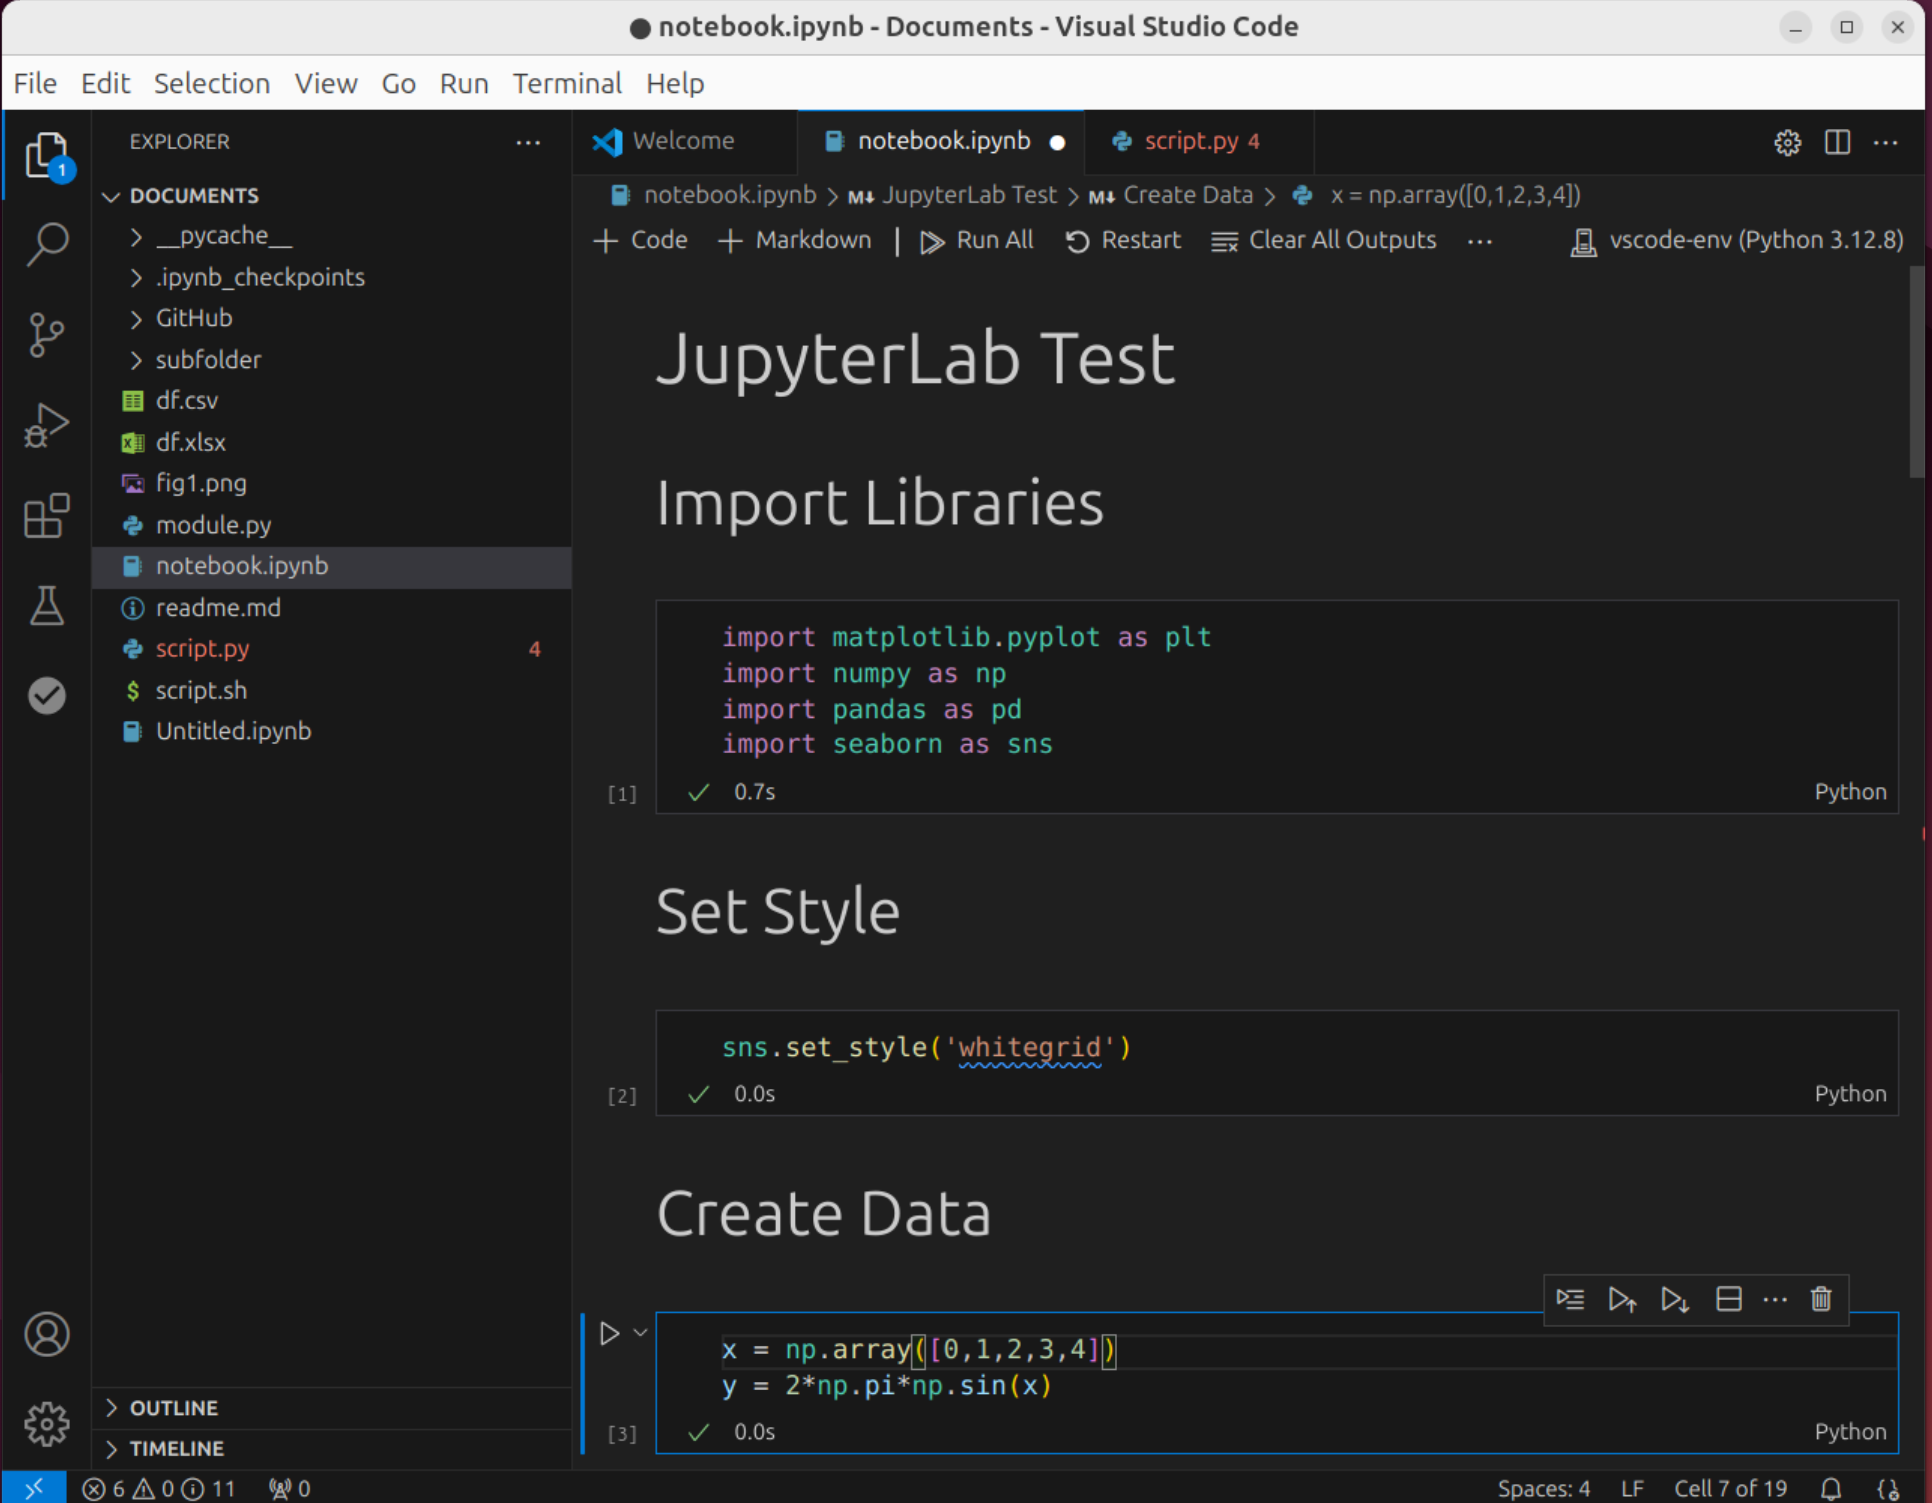 notebook.ipynb - Documents - Visual Studio Code
File Edit Selection View Go Run Terminal Help
EXPLORER
1
DOCUMENTS
__pycache__
.ipynb_checkpoints
GitHub
subfolder
df.csv
df.xlsx
fig1.png
module.py
notebook.ipynb
readme.md
script.py 4
script.sh
Untitled.ipynb
OUTLINE
TIMELINE
Welcome notebook.ipynb script.py 4
notebook.ipynb > M↓ JupyterLab Test > M↓ Create Data > x = np.array([0,1,2,3,4])
+ Code + Markdown | Run All Restart Clear All Outputs ... vscode-env (Python 3.12.8)
JupyterLab Test
Import Libraries
import matplotlib.pyplot as plt
import numpy as np
import pandas as pd
import seaborn as sns
[1] ✓ 0.7s Python
Set Style
sns.set_style('whitegrid')
[2] ✓ 0.0s Python
Create Data
x = np.array([0,1,2,3,4])
y = 2*np.pi*np.sin(x)
[3] ✓ 0.0s Python
6 0 11 0 Spaces: 4 LF Cell 7 of 19